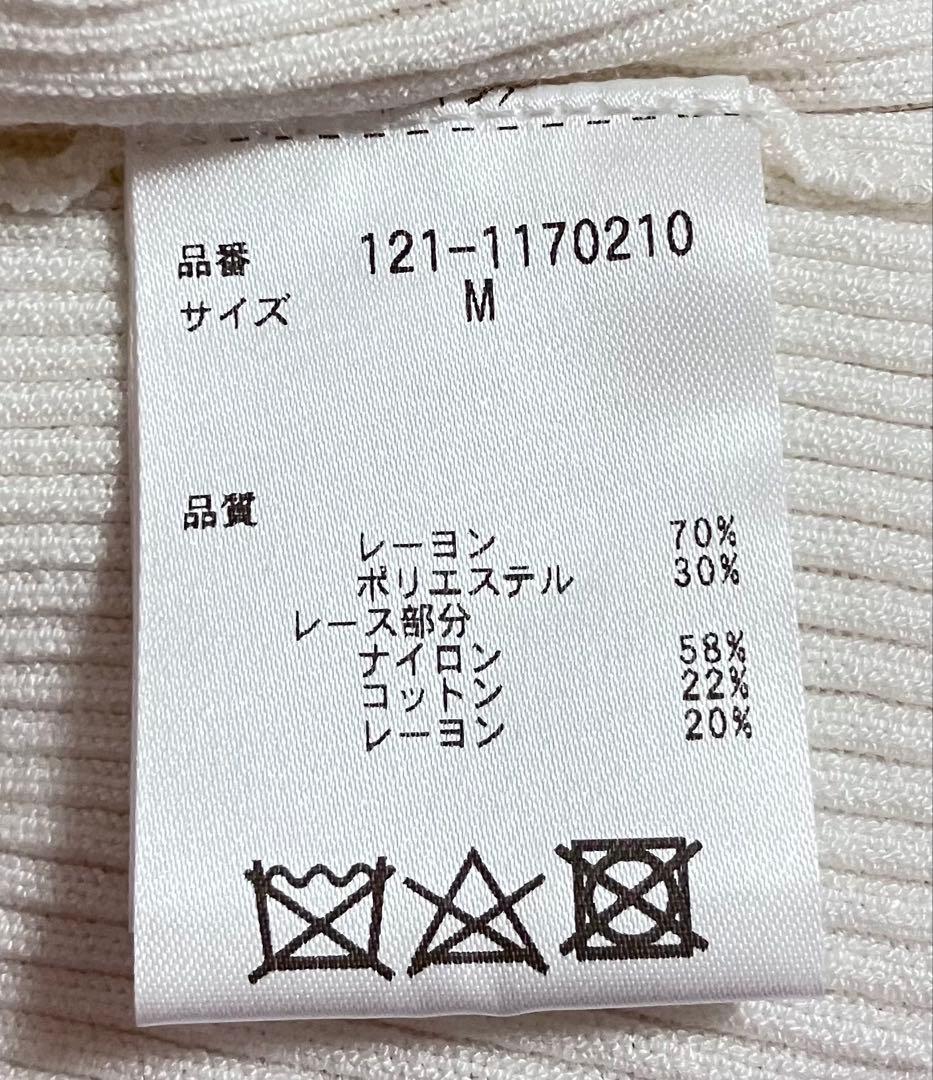 品番 121-1170210
サイズ M
品質
レーヨン 70%
ポリエステル 30%
レース部分
ナイロン 58%
コットン 22%
レーヨン 20%